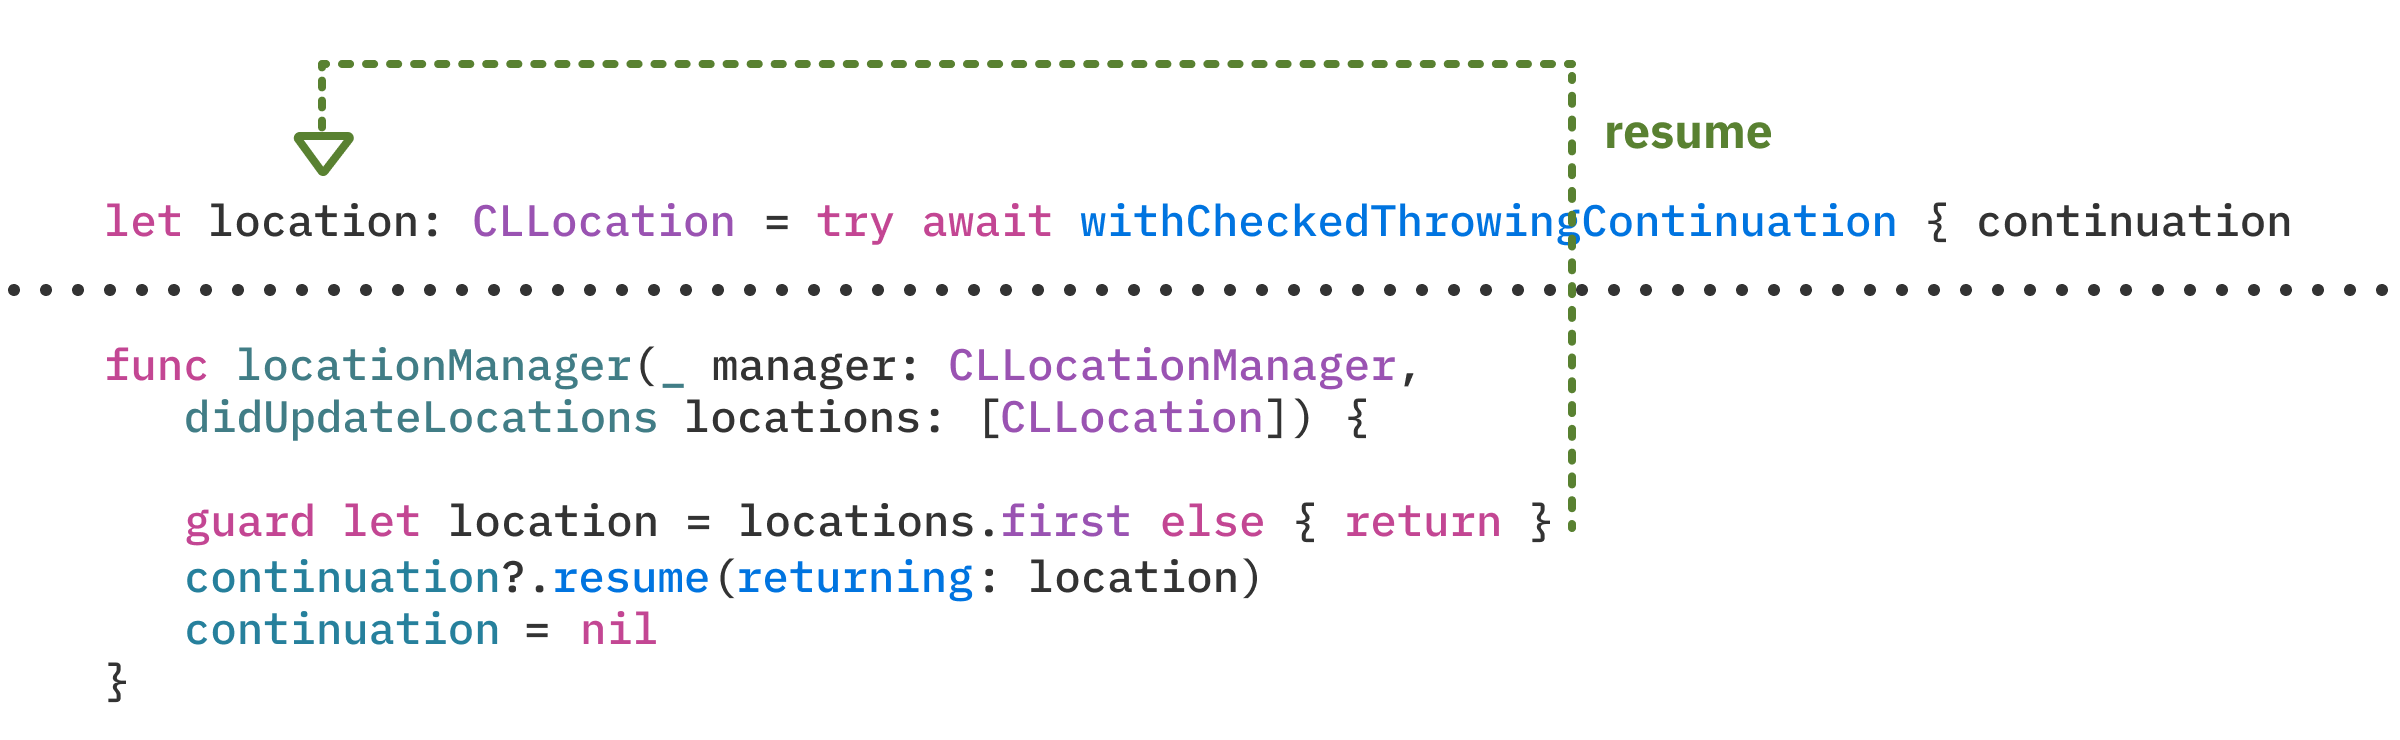 resume
let location: CLLocation = try await withCheckedThrowingContinuation { continuation
func locationManager(_ manager: CLLocationManager,
didUpdateLocations locations: [CLLocation]) {
guard let location = locations.first else { return }
continuation?.resume(returning: location)
continuation = nil
}